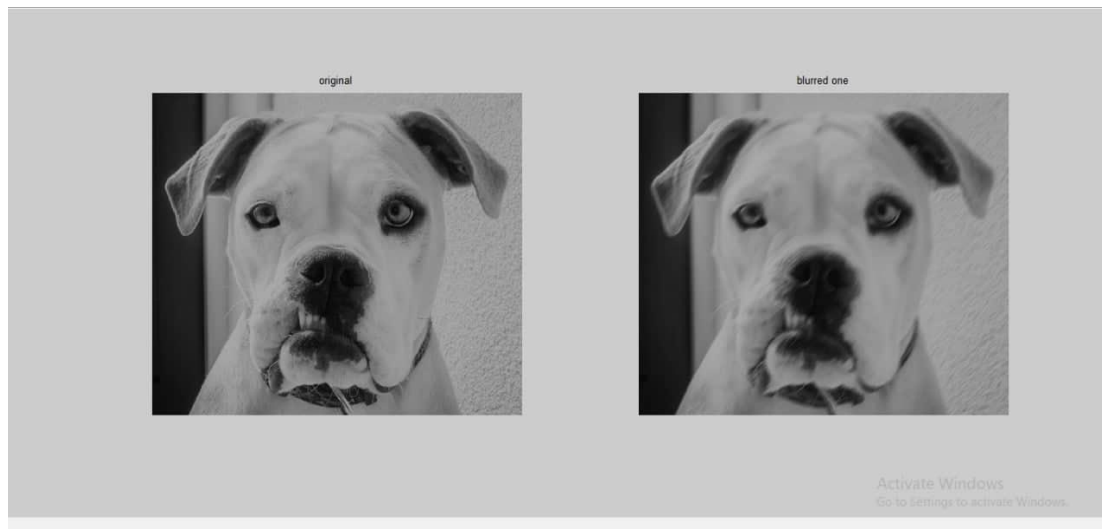 original
blurred one
Activate Windows
Go to Settings to activate Windows.